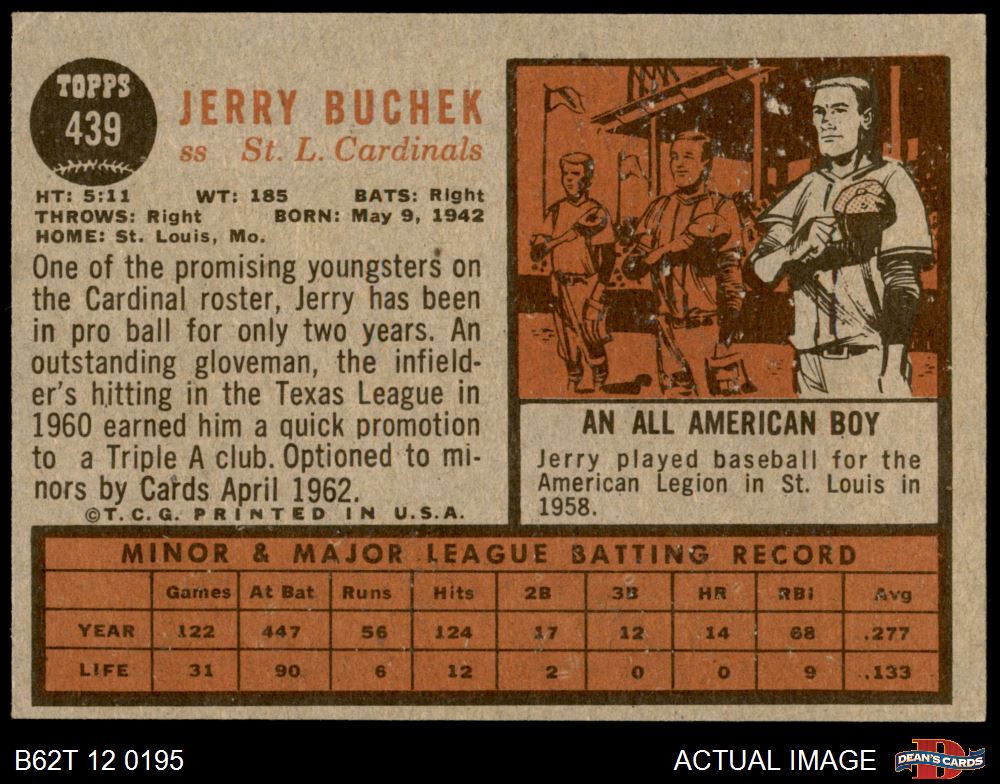 TOPPS
439
JERRY BUCHEK
SS St. L. Cardinals
HT: 5:11 WT: 185 BATS: Right
THROWS: Right BORN: May 9, 1942
HOME: St. Louis, Mo.
One of the promising youngsters on
the Cardinal roster, Jerry has been
in pro ball for only two years. An
outstanding gloveman, the infield-
er's hitting in the Texas League in
1960 earned him a quick promotion
to a Triple A club. Optioned to mi-
nors by Cards April 1962.
©T.C.G. PRINTED IN U.S.A.
AN ALL AMERICAN BOY
Jerry played baseball for the
American Legion in St. Louis in
1958.
MINOR & MAJOR LEAGUE BATTING RECORD
Games At Bat Runs Hits 2B 3B HR RBI Avg
YEAR 122 447 56 124 17 12 14 68 .277
LIFE 31 90 6 12 2 0 0 9 .133
B62T 12 0195 ACTUAL IMAGE
DEAN'S CARDS